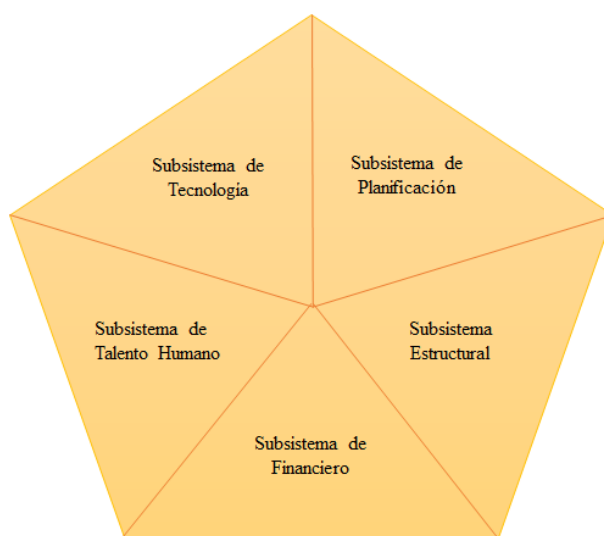 Subsistema de
Tecnología
Subsistema de
Planificación
Subsistema de
Talento Humano
Subsistema
Estructural
Subsistema de
Financiero